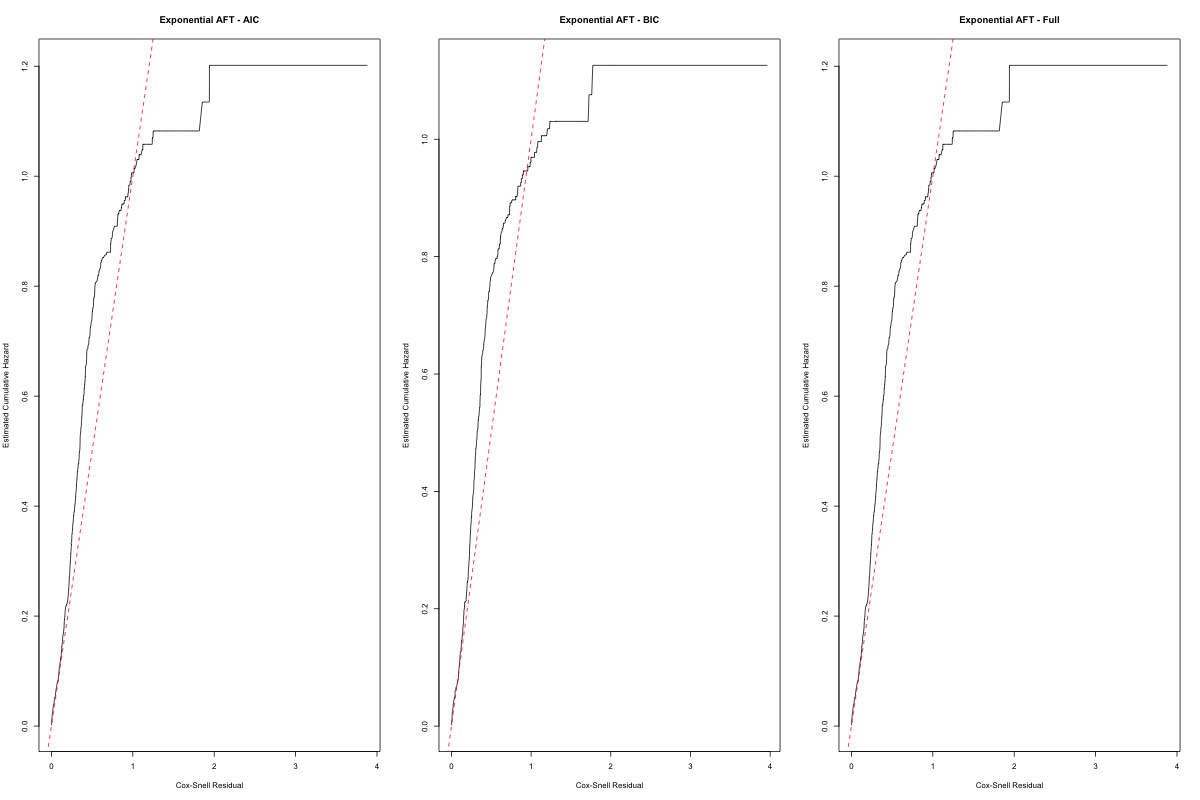 Exponential AFT - AIC
Estimated Cumulative Hazard
1.2
1.0
0.8
0.6
0.4
0.2
0.0
0 1 2 3 4
Cox-Snell Residual
Exponential AFT - BIC
Estimated Cumulative Hazard
1.0
0.8
0.6
0.4
0.2
0.0
0 1 2 3 4
Cox-Snell Residual
Exponential AFT - Full
Estimated Cumulative Hazard
1.2
1.0
0.8
0.6
0.4
0.2
0.0
0 1 2 3 4
Cox-Snell Residual